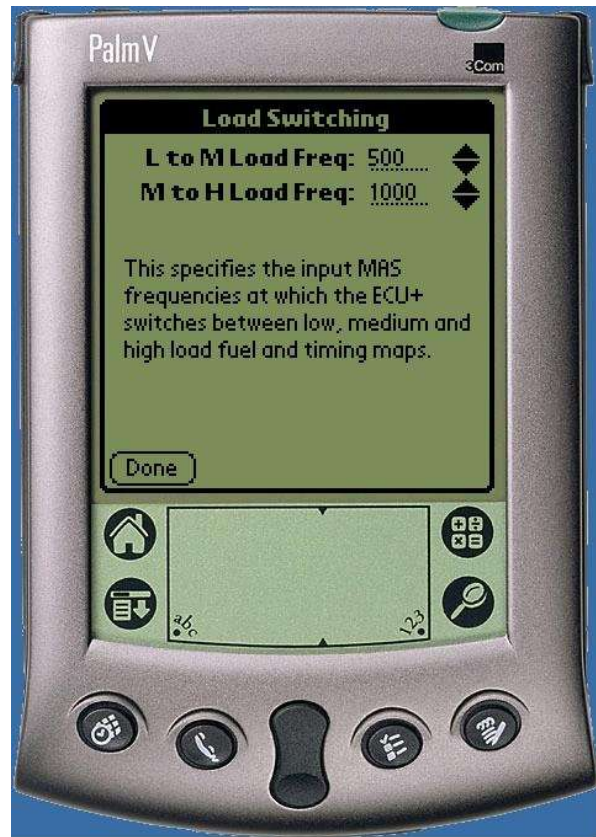 PalmV
3Com
Load Switching
L to M Load Freq: 500
M to H Load Freq: 1000
This specifies the input MAS
frequencies at which the ECU+
switches between low, medium and
high load fuel and timing maps.
Done
abc
123